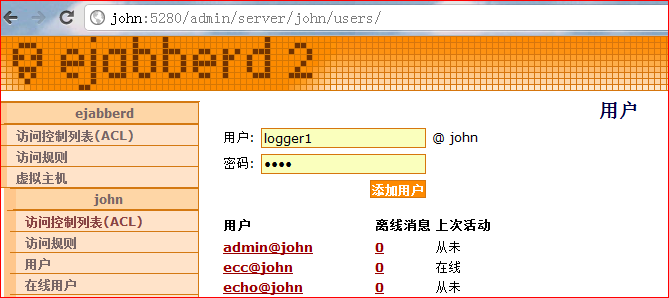 john:5280/admin/server/john/users/
ejabberd 2
ejabberd
访问控制列表(ACL)
访问规则
虚拟主机
john
访问控制列表(ACL)
访问规则
用户
在线用户
用户
用户: logger1 @ john
密码: ••••
添加用户
用户 离线消息 上次活动
admin@john 0 从未
ecc@john 0 在线
echo@john 0 从未